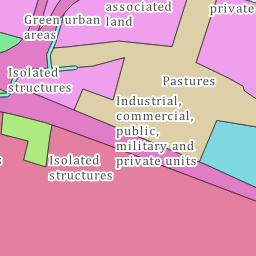 associated
land
private
Green urban
areas
Isolated
structures
Pastures
Industrial,
commercial,
public,
military and
private units
Isolated
structures
s